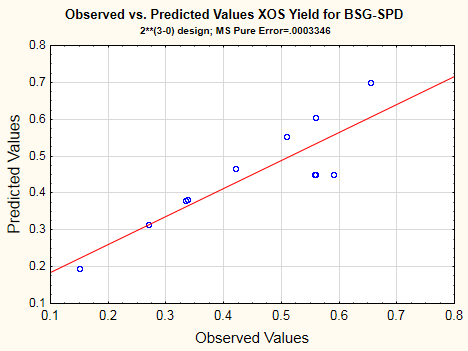 Observed vs. Predicted Values XOS Yield for BSG-SPD
2**(3-0) design; MS Pure Error=.0003346
0.8
0.7
0.6
0.5
0.4
0.3
0.2
0.1
Predicted Values
0.1 0.2 0.3 0.4 0.5 0.6 0.7 0.8
Observed Values